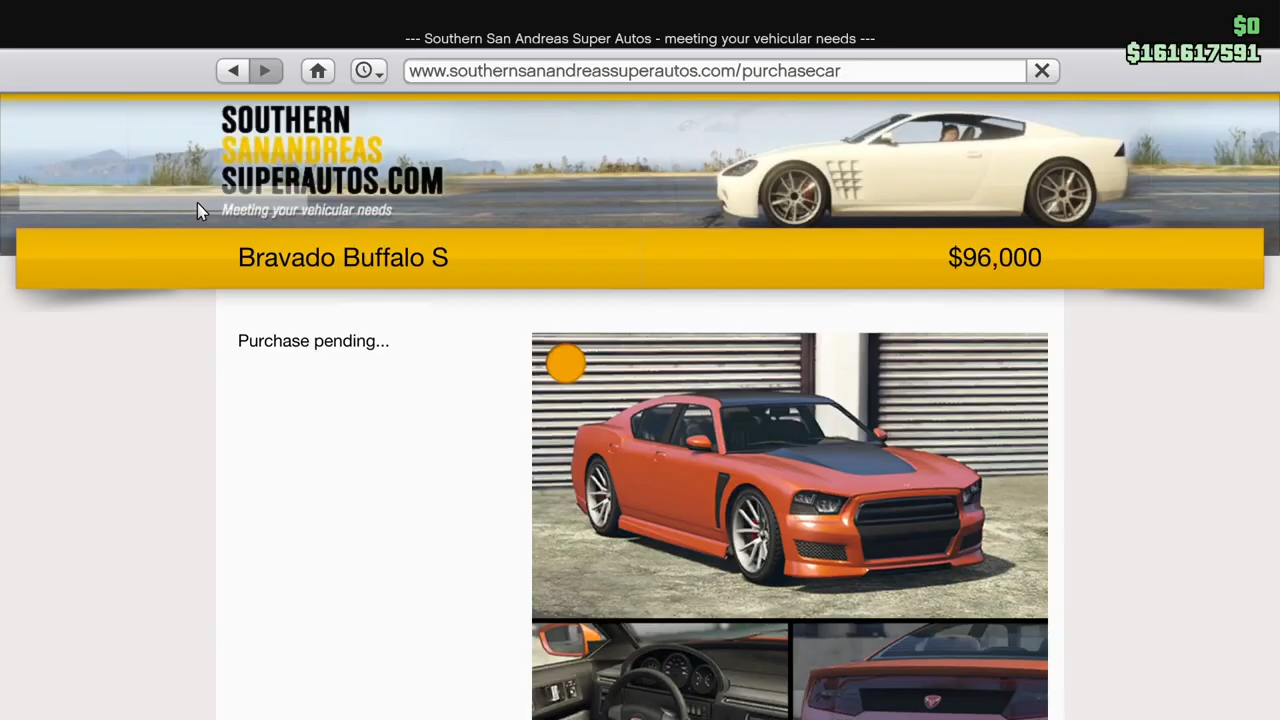 --- Southern San Andreas Super Autos - meeting your vehicular needs ---
$0
$161617591
www.southernsanandreassuperautos.com/purchasecar
SOUTHERN
SANANDREAS
SUPERAUTOS.COM
Meeting your vehicular needs
Bravado Buffalo S
$96,000
Purchase pending...